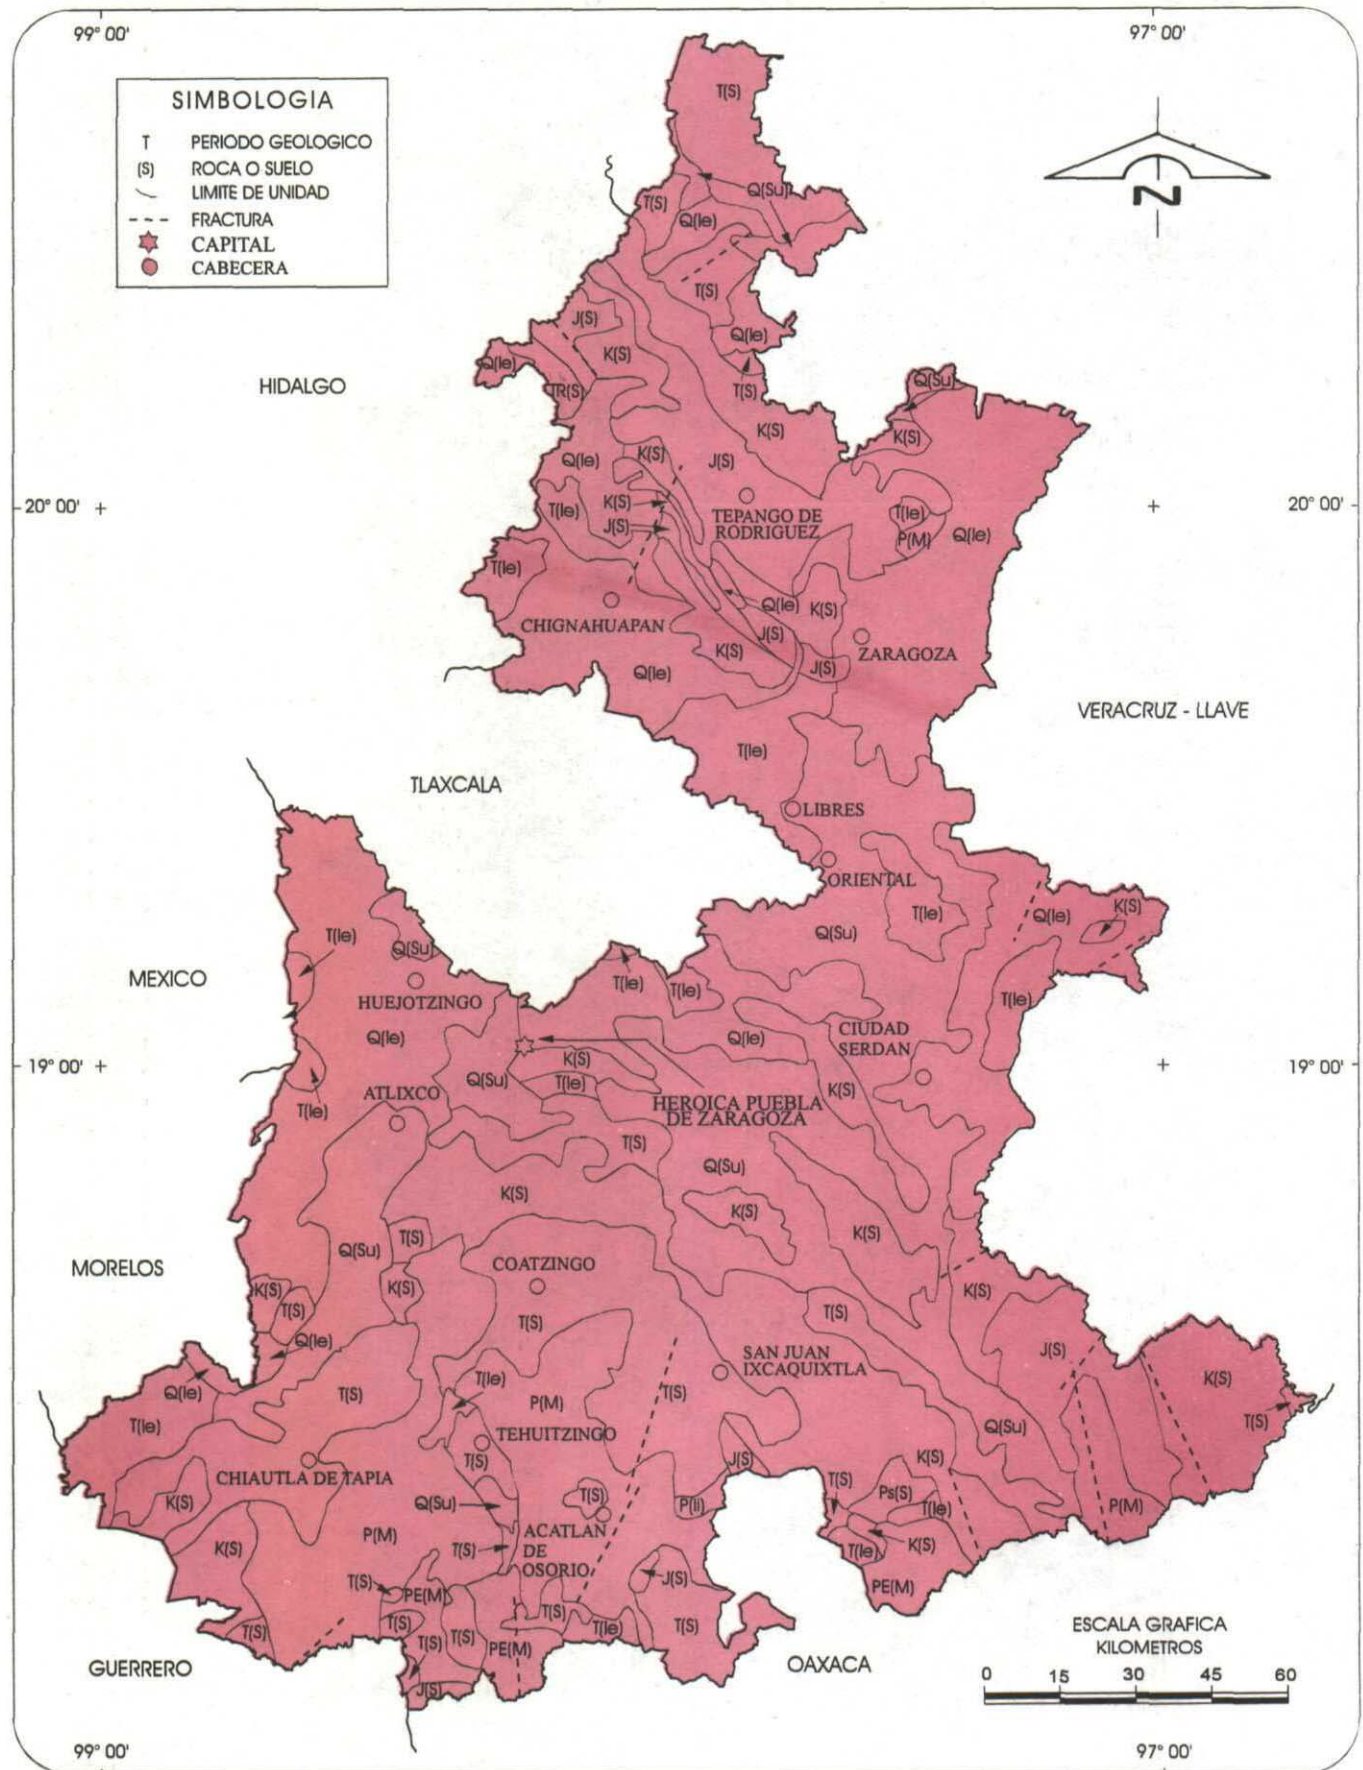 99° 00'
97° 00'
SIMBOLOGIA
T PERIODO GEOLOGICO
(S) ROCA O SUELO
LIMITE DE UNIDAD
FRACTURA
CAPITAL
CABECERA
N
T(S)
Q(Su)
T(S)
Q(Ie)
T(S)
J(S)
Q(Ie)
K(S)
Q(Ie)
HIDALGO
TR(S)
T(S)
Q(Su)
K(S)
K(S)
K(S)
J(S)
Q(Ie)
20° 00'
20° 00'
K(S)
T(Ie)
T(Ie)
J(S)
TEPANGO DE
RODRIGUEZ
P(M)
Q(Ie)
T(Ie)
Q(Ie)
K(S)
CHIGNAHUAPAN
J(S)
K(S)
ZARAGOZA
J(S)
Q(Ie)
VERACRUZ - LLAVE
T(Ie)
TLAXCALA
LIBRES
ORIENTAL
T(Ie)
K(S)
Q(Ie)
Q(Su)
T(Ie)
Q(Su)
MEXICO
T(Ie)
T(Ie)
T(Ie)
HUEJOTZINGO
CIUDAD
SERDAN
Q(Ie)
Q(Ie)
K(S)
19° 00'
19° 00'
Q(Su)
T(Ie)
K(S)
ATLIXCO
T(Ie)
HEROICA PUEBLA
DE ZARAGOZA
T(S)
Q(Su)
K(S)
K(S)
K(S)
T(S)
Q(Su)
MORELOS
COATZINGO
K(S)
K(S)
K(S)
T(S)
T(S)
T(S)
Q(Ie)
J(S)
SAN JUAN
IXCAQUIXTLA
T(Ie)
K(S)
Q(Ie)
T(S)
P(M)
T(S)
T(Ie)
T(S)
Q(Su)
TEHUITZINGO
T(S)
J(S)
K(S)
CHIAUTLA DE TAPIA
T(S)
Ps(S)
K(S)
Q(Su)
T(S)
P(Ii)
T(Ie)
P(M)
P(M)
ACATLAN
DE
OSORIO
K(S)
T(S)
T(Ie)
K(S)
T(S)
PE(M)
J(S)
PE(M)
T(S)
T(S)
T(S)
T(S)
T(S)
T(Ie)
T(S)
PE(M)
J(S)
GUERRERO
OAXACA
ESCALA GRAFICA
KILOMETROS
0 15 30 45 60
99° 00'
97° 00'